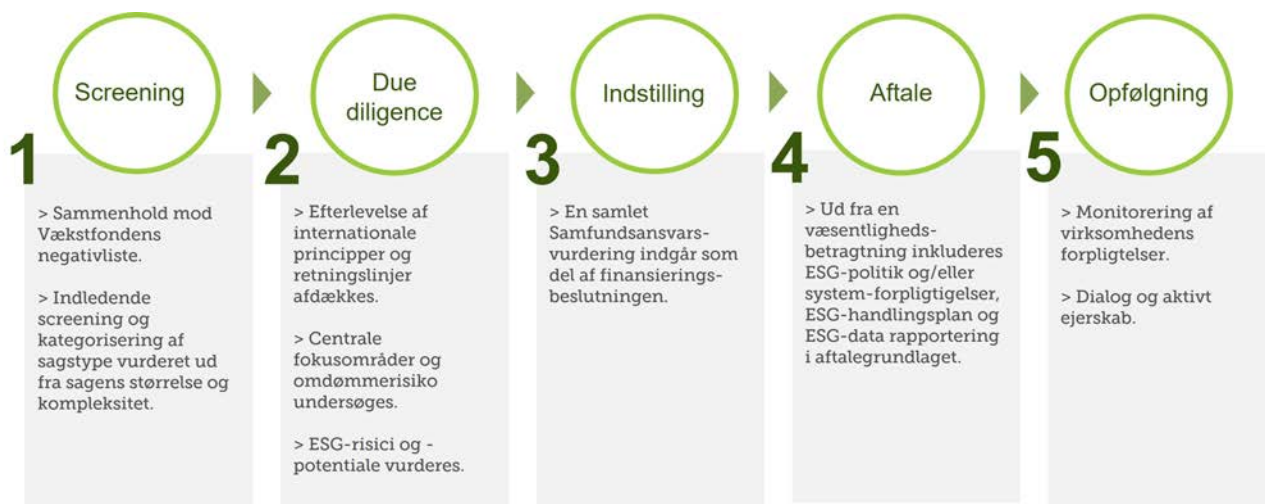 Screening
1
> Sammenhold mod
Vækstfondens
negativliste.
> Indledende
screening og
kategorisering af
sagstype vurderet ud
fra sagens størrelse og
kompleksitet.
Due
diligence
2
> Efterlevelse af
internationale
principper og
retningslinjer
afdækkes.
> Centrale
fokusområder og
omdømmerisiko
undersøges.
> ESG-risici og -
potentiale vurderes.
Indstilling
3
> En samlet
Samfundsansvars-
vurdering indgår som
del af finansierings-
beslutningen.
Aftale
4
> Ud fra en
væsentligheds-
betragtning inkluderes
ESG-politik og/eller
system-forpligtigelser,
ESG-handlingsplan og
ESG-data rapportering
i aftalegrundlaget.
Opfølgning
5
> Monitorering af
virksomhedens
forpligtelser.
> Dialog og aktivt
ejerskab.